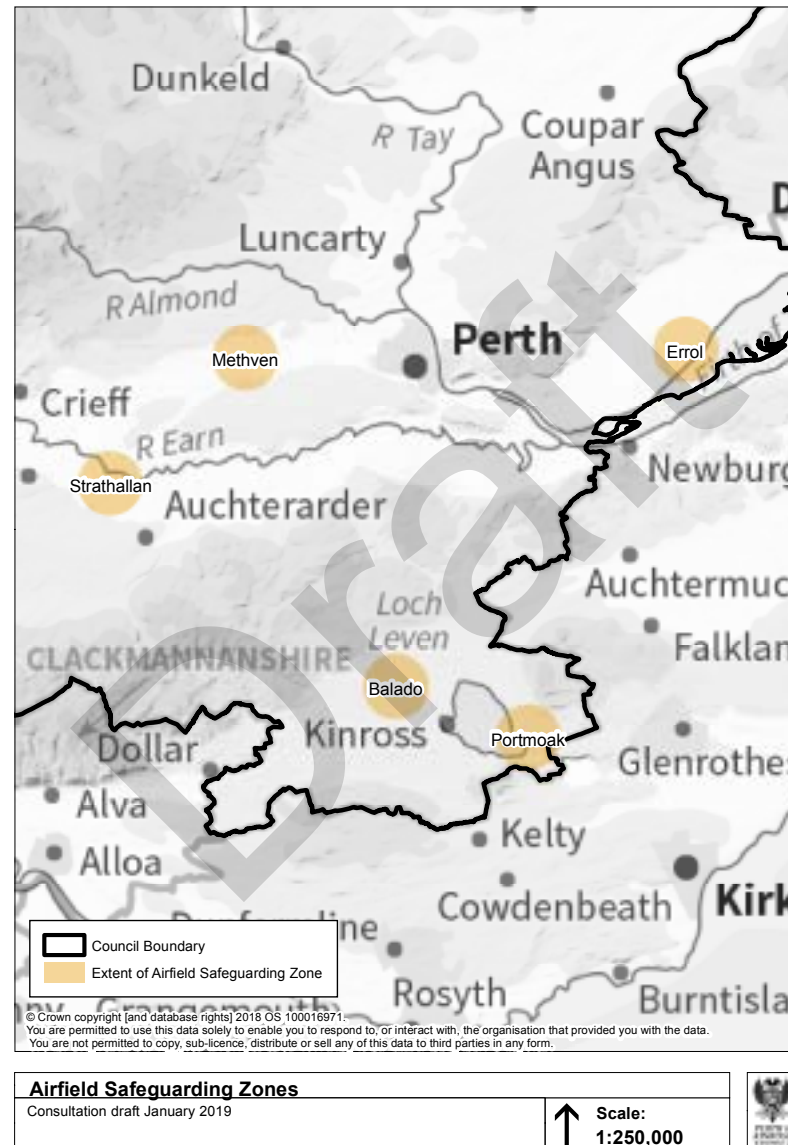 Dunkeld
R Tay
Coupar
Angus
Luncarty
R Almond
Perth
Methven
Errol
Firth of
Crieff
R Earn
Newburg
Strathallan
Auchterarder
Auchtermuc
Loch
Leven
Falklan
CLACKMANNANSHIRE
Balado
Kinross
Portmoak
Dollar
Glenrothes
Alva
Kelty
Alloa
Cowdenbeath
Kirk
Draft
Council Boundary
Extent of Airfield Safeguarding Zone
Rosyth
Burntisla
Grangemouth
© Crown copyright [and database rights] 2018 OS 100016971.
You are permitted to use this data solely to enable you to respond to, or interact with, the organisation that provided you with the data.
You are not permitted to copy, sub-licence, distribute or sell any of this data to third parties in any form.
Airfield Safeguarding Zones
Consultation draft January 2019
Scale:
1:250,000